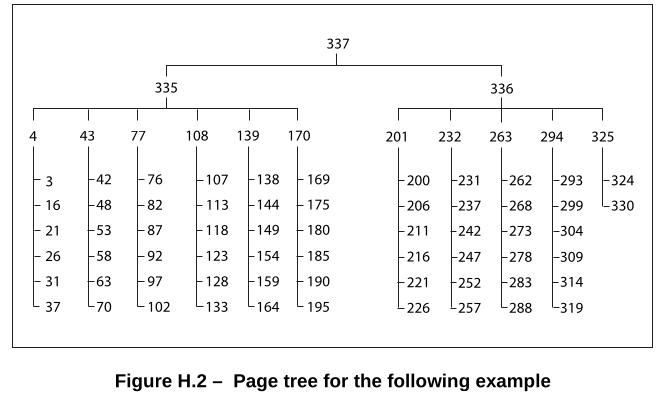 337
335 336
4 43 77 108 139 170 201 232 263 294 325
3 42 76 107 138 169 200 231 262 293 324
16 48 82 113 144 175 206 237 268 299 330
21 53 87 118 149 180 211 242 273 304
26 58 92 123 154 185 216 247 278 309
31 63 97 128 159 190 221 252 283 314
37 70 102 133 164 195 226 257 288 319
Figure H.2 – Page tree for the following example